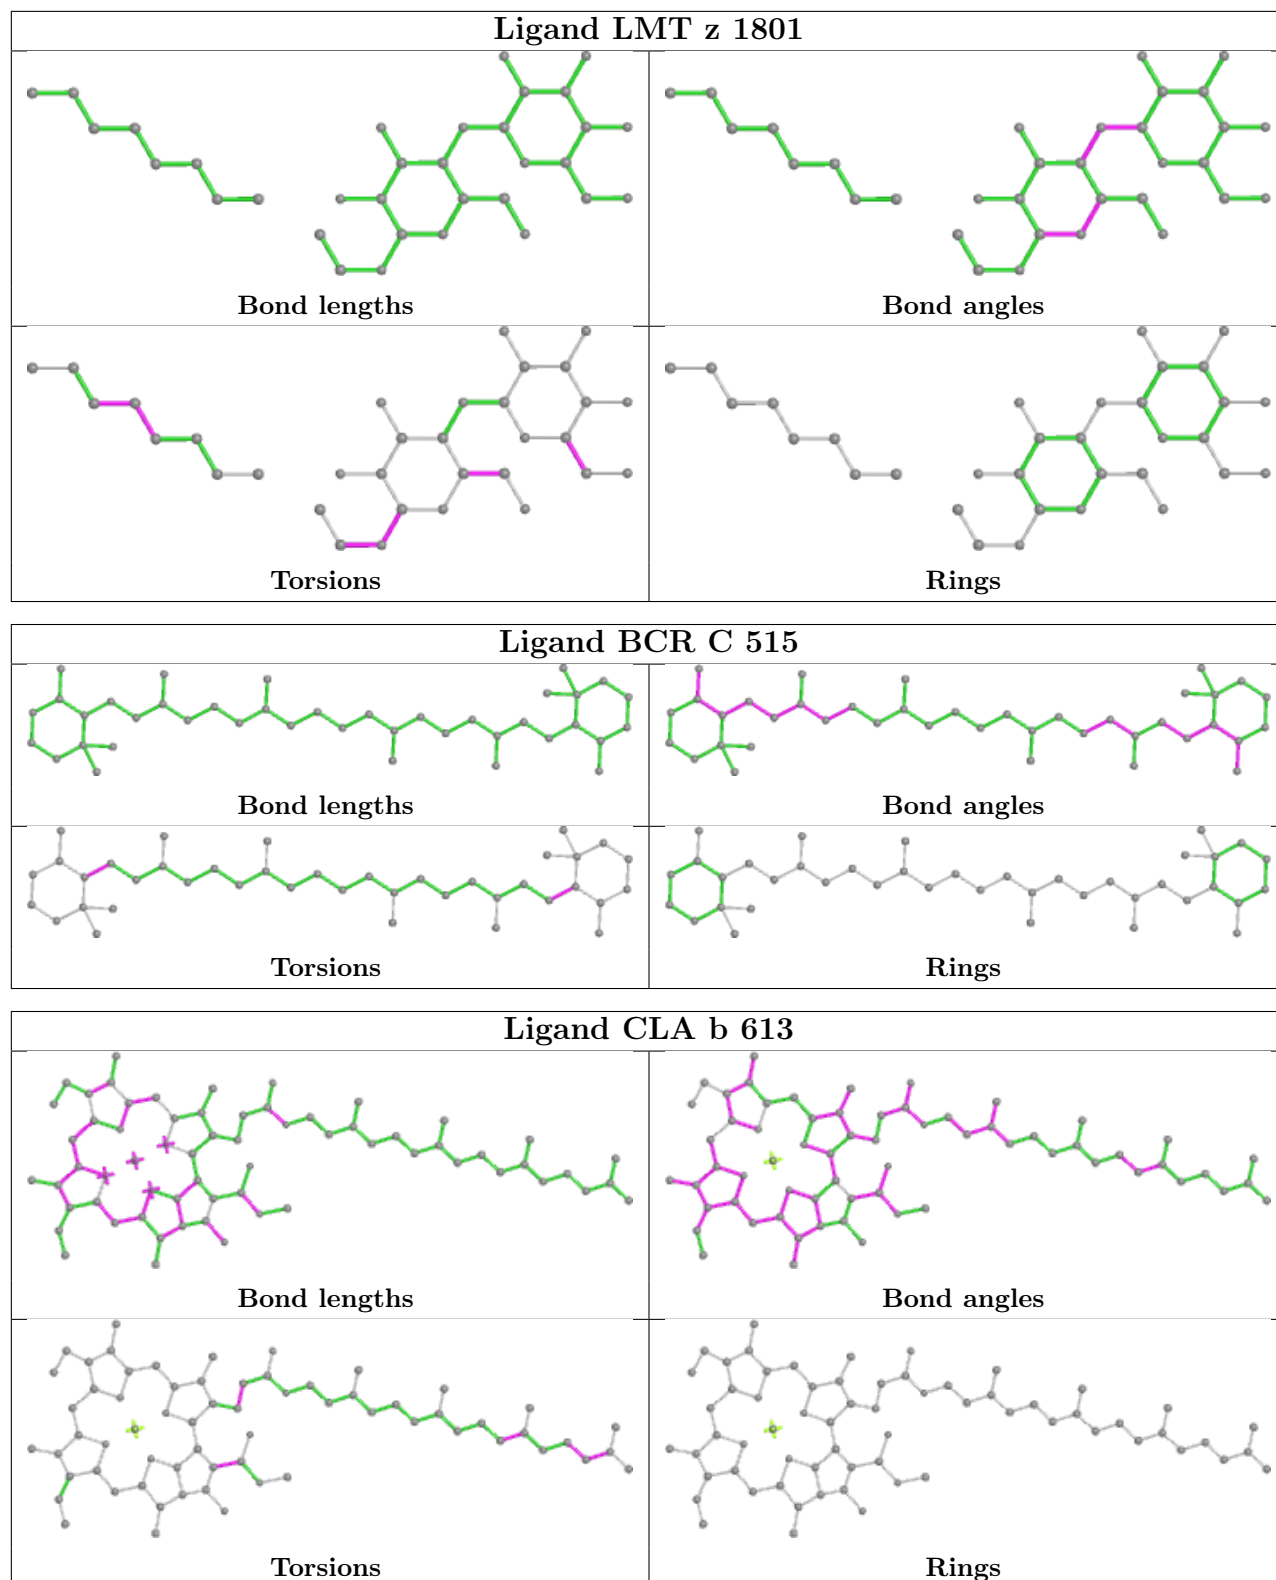 Ligand LMT z 1801
Bond lengths
Bond angles
Torsions
Rings
Ligand BCR C 515
Bond lengths
Bond angles
Torsions
Rings
Ligand CLA b 613
Bond lengths
Bond angles
Torsions
Rings